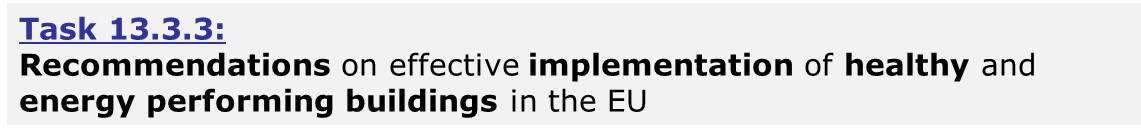 Task 13.3.3:
Recommendations on effective implementation of healthy and
energy performing buildings in the EU